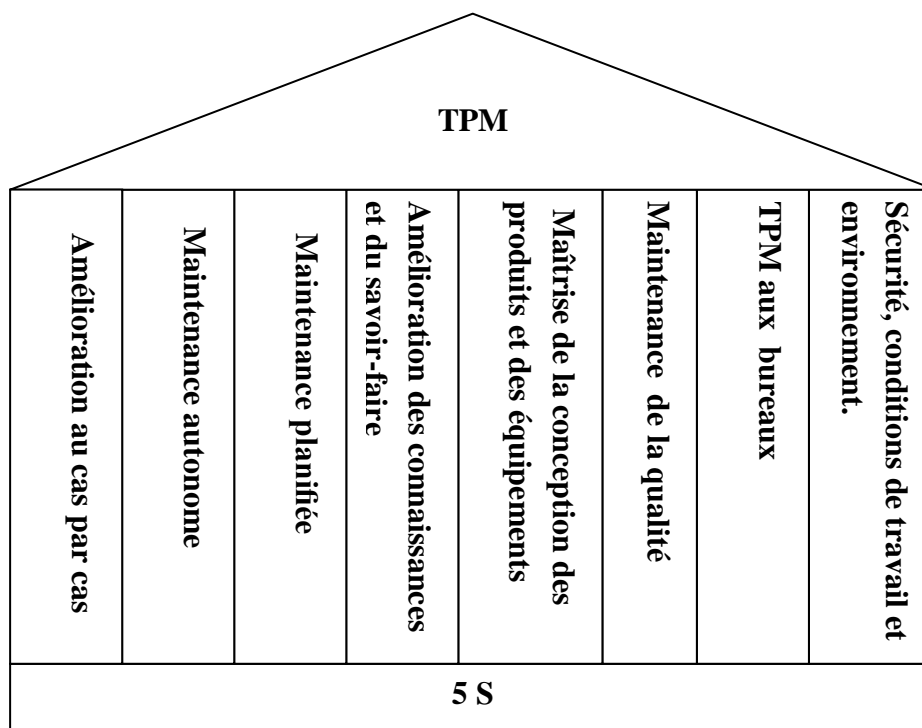 TPM
Amélioration au cas par cas
Maintenance autonome
Maintenance planifiée
Amélioration des connaissances
et du savoir-faire
Maîtrise de la conception des
produits et des équipements
Maintenance de la qualité
TPM aux bureaux
Sécurité, conditions de travail et
environnement.
5 S